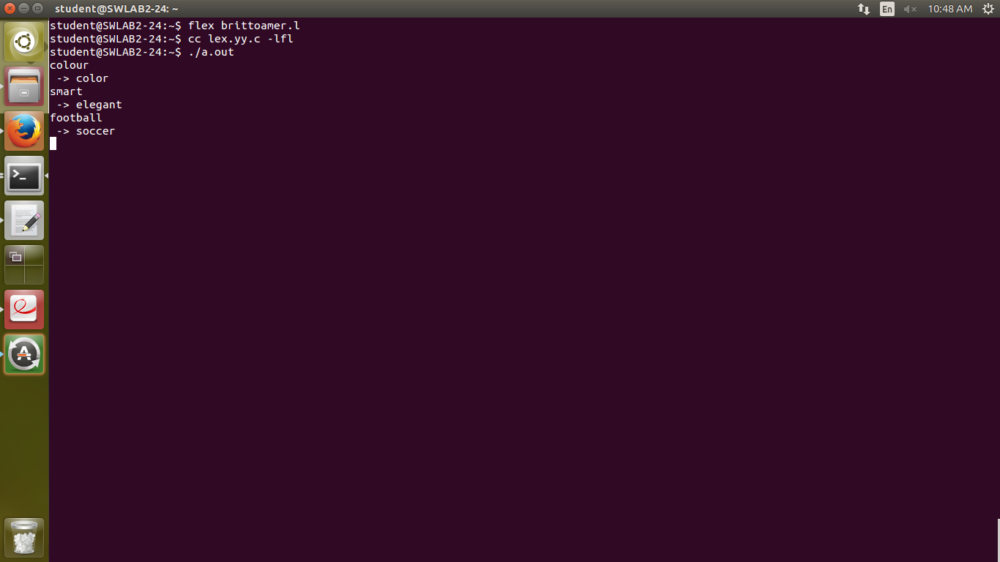 student@SWLAB2-24: ~
En
10:48 AM
student@SWLAB2-24:~$ flex brittoamer.l
student@SWLAB2-24:~$ cc lex.yy.c -lfl
student@SWLAB2-24:~$ ./a.out
colour
 -> color
smart
 -> elegant
football
 -> soccer